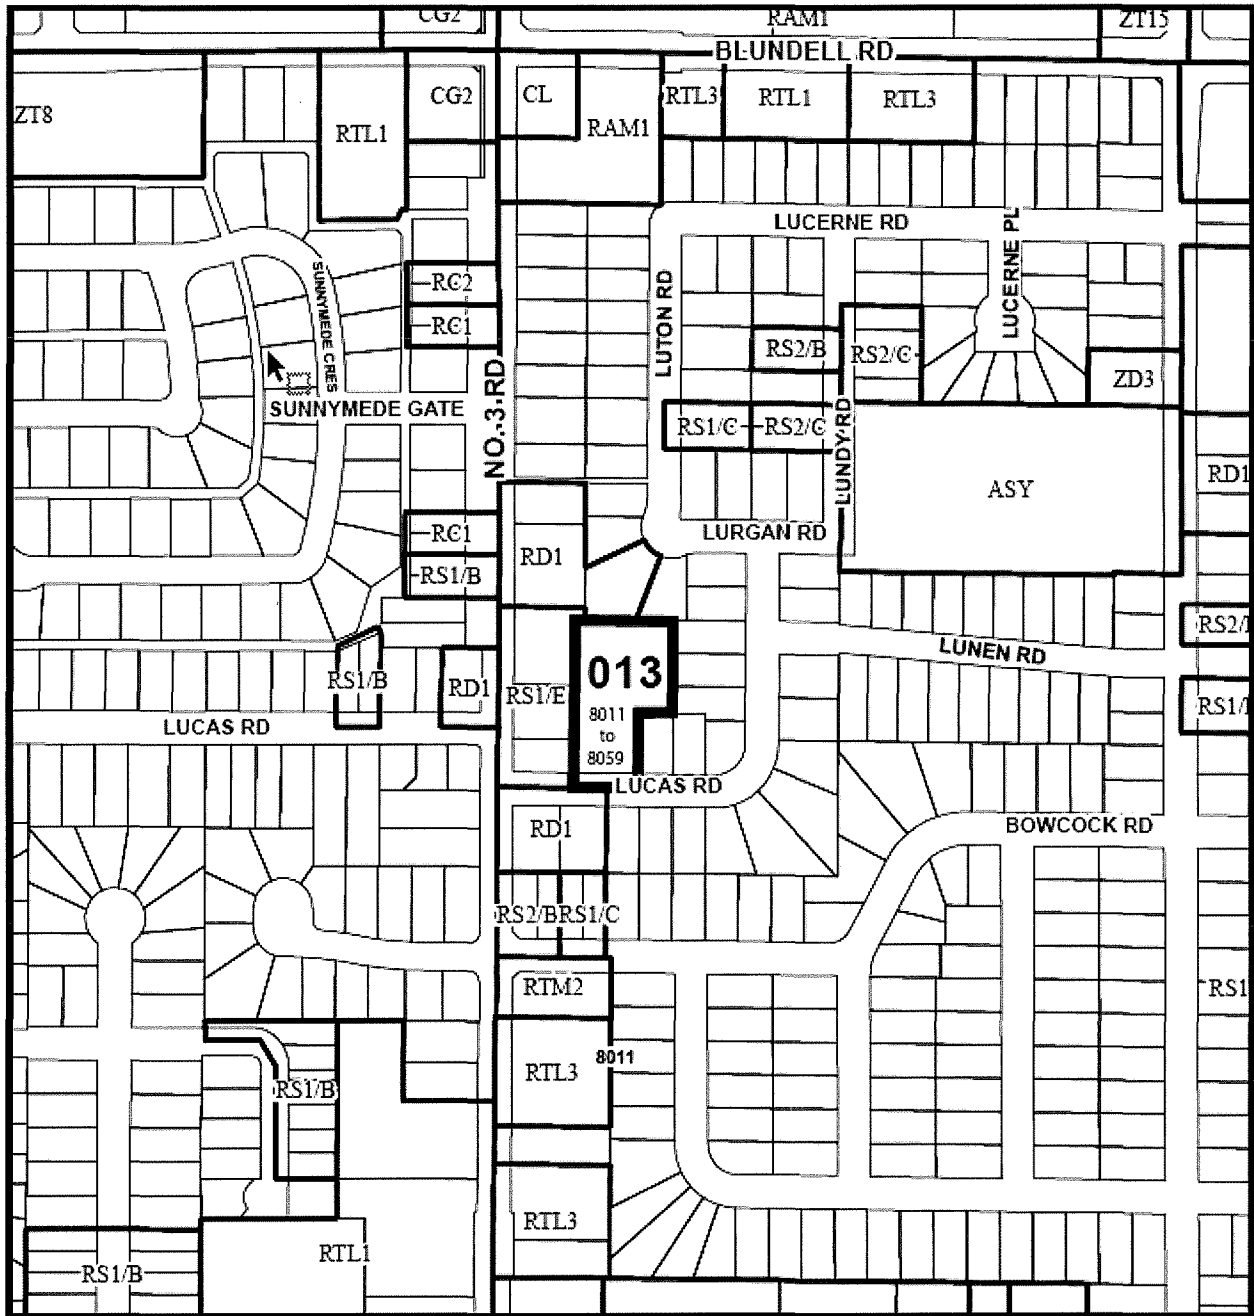 CG2
RAM1
ZT15
BLUNDELL RD
ZT8
RTL1
CG2
CL
RAM1
RTL3
RTL1
RTL3
LUCERNE RD
LUCERNE PL
SUNNYMEDE CRES
RC2
RC1
LUTON RD
RS2/B
RS2/C
ZD3
SUNNYMEDE GATE
NO. 3 RD
RS1/C
RS2/C
LUNDY RD
ASY
RD1
RC1
RS1/B
RD1
LURGAN RD
RS1/B
RD1
RS1/E
013
8011
to
8059
LUNEN RD
LUCAS RD
LUCAS RD
RD1
BOWCOCK RD
RS2/B
RS1/C
RTM2
RS1
RTL3
8011
RS1/B
RTL3
RTL1
RS1/B